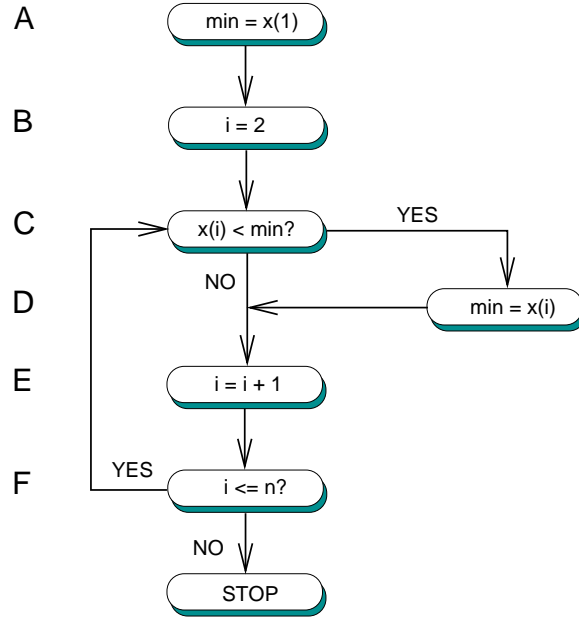 A
min = x(1)
B
i = 2
C
x(i) < min?
YES
NO
D
min = x(i)
E
i = i + 1
YES
F
i <= n?
NO
STOP